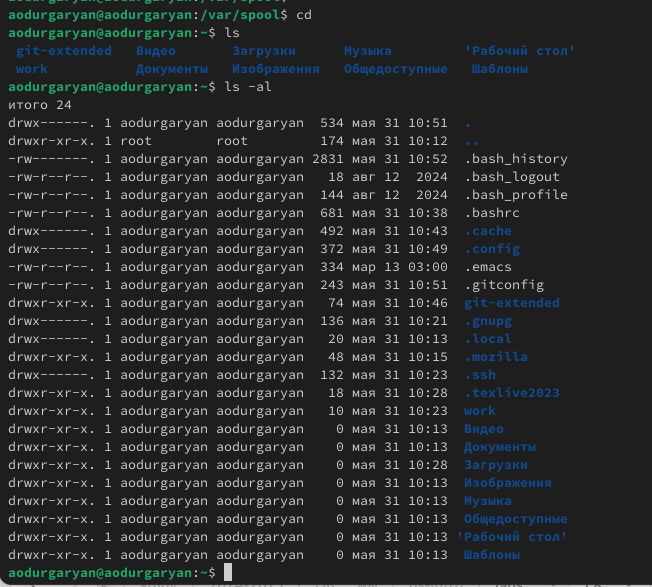 aodurgaryan@aodurgaryan:/var/spool$ cd
aodurgaryan@aodurgaryan:~$ ls
git-extended Видео Загрузки Музыка 'Рабочий стол'
work Документы Изображения Общедоступные Шаблоны
aodurgaryan@aodurgaryan:~$ ls -al
итого 24
drwx------. 1 aodurgaryan aodurgaryan 534 мая 31 10:51 .
drwxr-xr-x. 1 root root 174 мая 31 10:12 ..
-rw-------. 1 aodurgaryan aodurgaryan 2831 мая 31 10:52 .bash_history
-rw-r--r--. 1 aodurgaryan aodurgaryan 18 авг 12 2024 .bash_logout
-rw-r--r--. 1 aodurgaryan aodurgaryan 144 авг 12 2024 .bash_profile
-rw-r--r--. 1 aodurgaryan aodurgaryan 681 мая 31 10:38 .bashrc
drwx------. 1 aodurgaryan aodurgaryan 492 мая 31 10:43 .cache
drwx------. 1 aodurgaryan aodurgaryan 372 мая 31 10:49 .config
-rw-r--r--. 1 aodurgaryan aodurgaryan 334 мар 13 03:00 .emacs
-rw-r--r--. 1 aodurgaryan aodurgaryan 243 мая 31 10:51 .gitconfig
drwxr-xr-x. 1 aodurgaryan aodurgaryan 74 мая 31 10:46 git-extended
drwx------. 1 aodurgaryan aodurgaryan 136 мая 31 10:21 .gnupg
drwx------. 1 aodurgaryan aodurgaryan 20 мая 31 10:13 .local
drwxr-xr-x. 1 aodurgaryan aodurgaryan 48 мая 31 10:15 .mozilla
drwx------. 1 aodurgaryan aodurgaryan 132 мая 31 10:23 .ssh
drwxr-xr-x. 1 aodurgaryan aodurgaryan 18 мая 31 10:28 .texlive2023
drwxr-xr-x. 1 aodurgaryan aodurgaryan 10 мая 31 10:23 work
drwxr-xr-x. 1 aodurgaryan aodurgaryan 0 мая 31 10:13 Видео
drwxr-xr-x. 1 aodurgaryan aodurgaryan 0 мая 31 10:13 Документы
drwxr-xr-x. 1 aodurgaryan aodurgaryan 0 мая 31 10:28 Загрузки
drwxr-xr-x. 1 aodurgaryan aodurgaryan 0 мая 31 10:13 Изображения
drwxr-xr-x. 1 aodurgaryan aodurgaryan 0 мая 31 10:13 Музыка
drwxr-xr-x. 1 aodurgaryan aodurgaryan 0 мая 31 10:13 Общедоступные
drwxr-xr-x. 1 aodurgaryan aodurgaryan 0 мая 31 10:13 'Рабочий стол'
drwxr-xr-x. 1 aodurgaryan aodurgaryan 0 мая 31 10:13 Шаблоны
aodurgaryan@aodurgaryan:~$